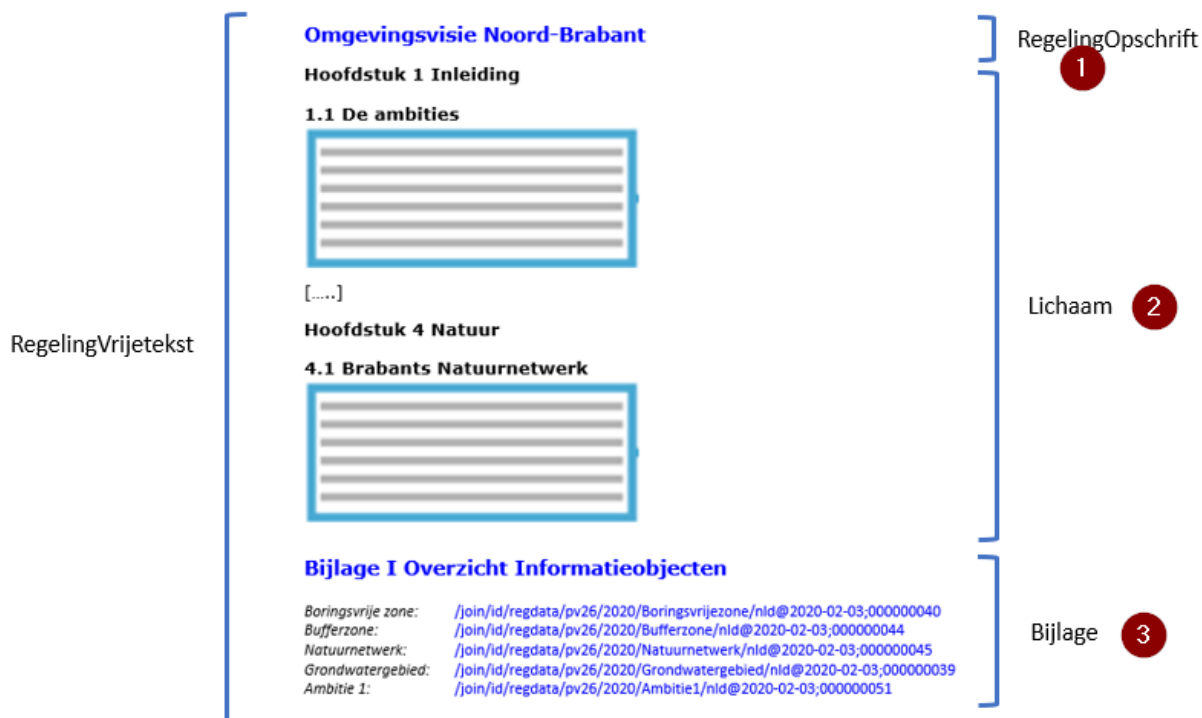 Omgevingsvisie Noord-Brabant
RegelingOpschrift
1
Hoofdstuk 1 Inleiding
1.1 De ambities
[.....]
Lichaam 2
Hoofdstuk 4 Natuur
RegelingVrijetekst
4.1 Brabants Natuurnetwerk
Bijlage I Overzicht Informatieobjecten
Boringsvrije zone: /join/id/regdata/pv26/2020/Boringsvrijezone/nld@2020-02-03;000000040
Bufferzone: /join/id/regdata/pv26/2020/Bufferzone/nld@2020-02-03;000000044
Natuurnetwerk: /join/id/regdata/pv26/2020/Natuurnetwerk/nld@2020-02-03;000000045
Grondwatergebied: /join/id/regdata/pv26/2020/Grondwatergebied/nld@2020-02-03;000000039
Ambitie 1: /join/id/regdata/pv26/2020/Ambitie1/nld@2020-02-03;000000051
Bijlage 3